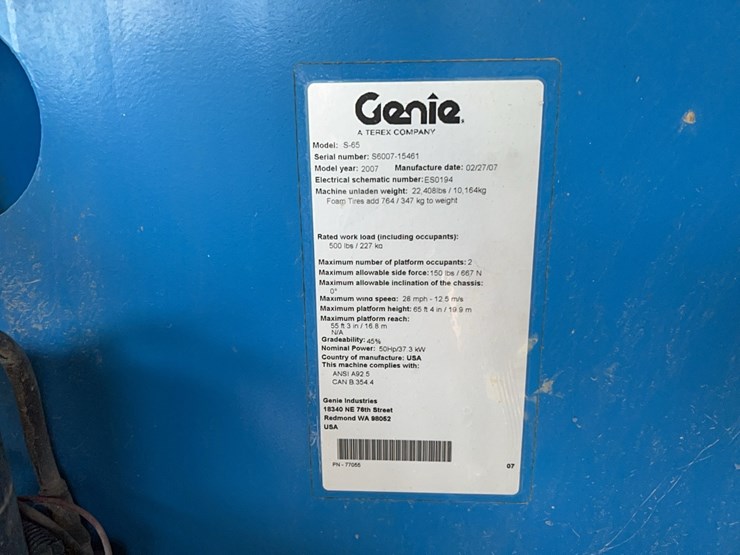 Genie
A TEREX COMPANY
Model: S-65
Serial number: S6007-15461
Model year: 2007 Manufacture date: 02/27/07
Electrical schematic number: ES0194
Machine unladen weight: 22,408lbs / 10,164kg
Foam Tires add 764 / 347 kg to weight
Rated work load (including occupants):
500 lbs / 227 kg
Maximum number of platform occupants: 2
Maximum allowable side force: 150 lbs / 667 N
Maximum allowable inclination of the chassis:
0°
Maximum wind speed: 28 mph - 12.5 m/s
Maximum platform height: 65 ft 4 in / 19.9 m
Maximum platform reach:
55 ft 3 in / 16.8 m
N/A
Gradeability: 45%
Nominal Power: 50Hp/37.3 kW
Country of manufacture: USA
This machine complies with:
ANSI A92.5
CAN B.354.4
Genie Industries
18340 NE 76th Street
Redmond WA 98052
USA
PN - 77055 07